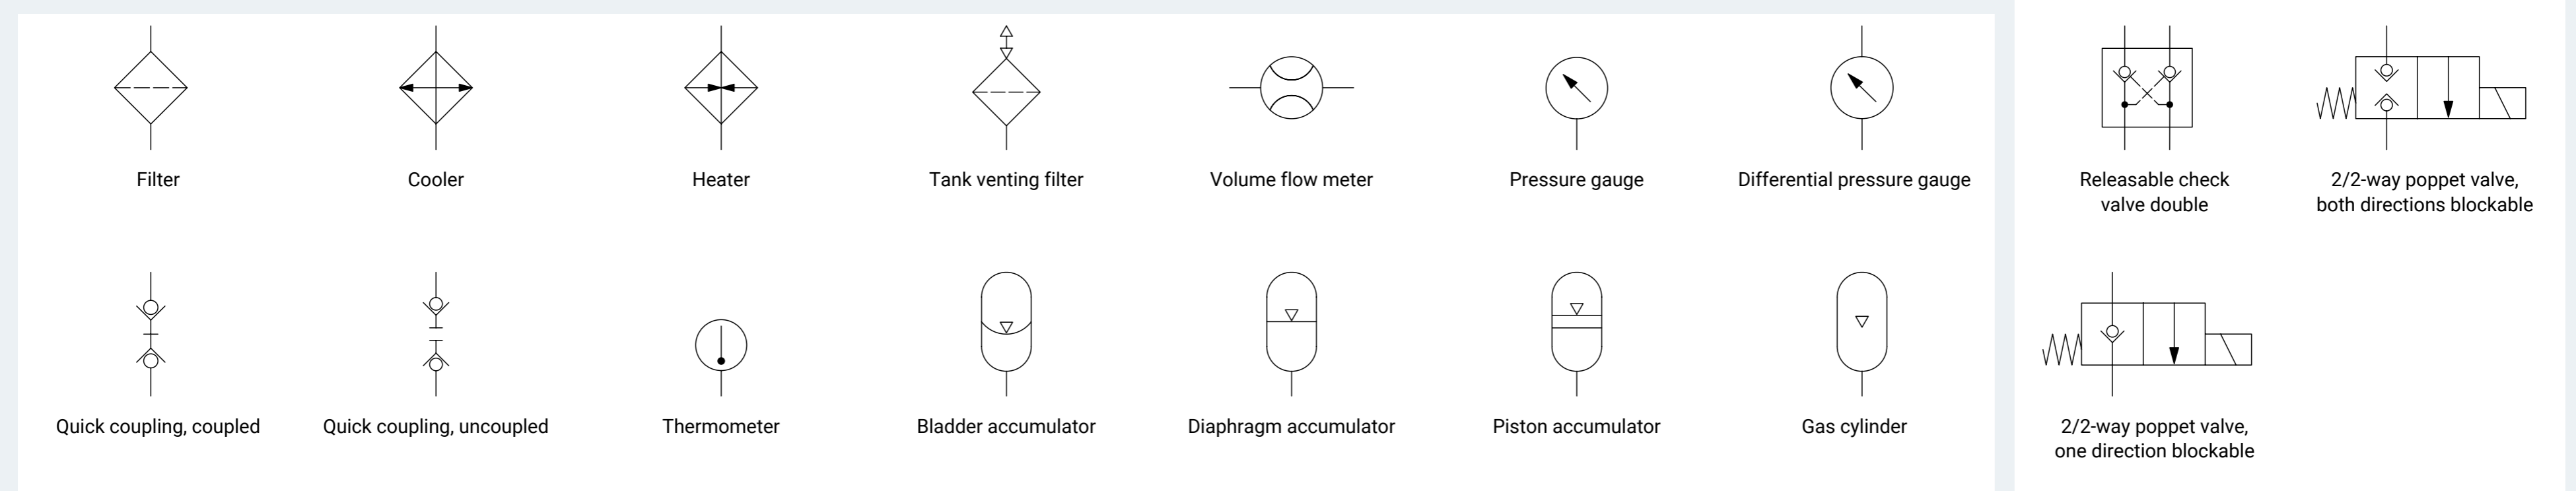 Filter
Cooler
Heater
Tank venting filter
Volume flow meter
Pressure gauge
Differential pressure gauge
Quick coupling, coupled
Quick coupling, uncoupled
Thermometer
Bladder accumulator
Diaphragm accumulator
Piston accumulator
Gas cylinder
Releasable check
valve double
2/2-way poppet valve,
both directions blockable
2/2-way poppet valve,
one direction blockable